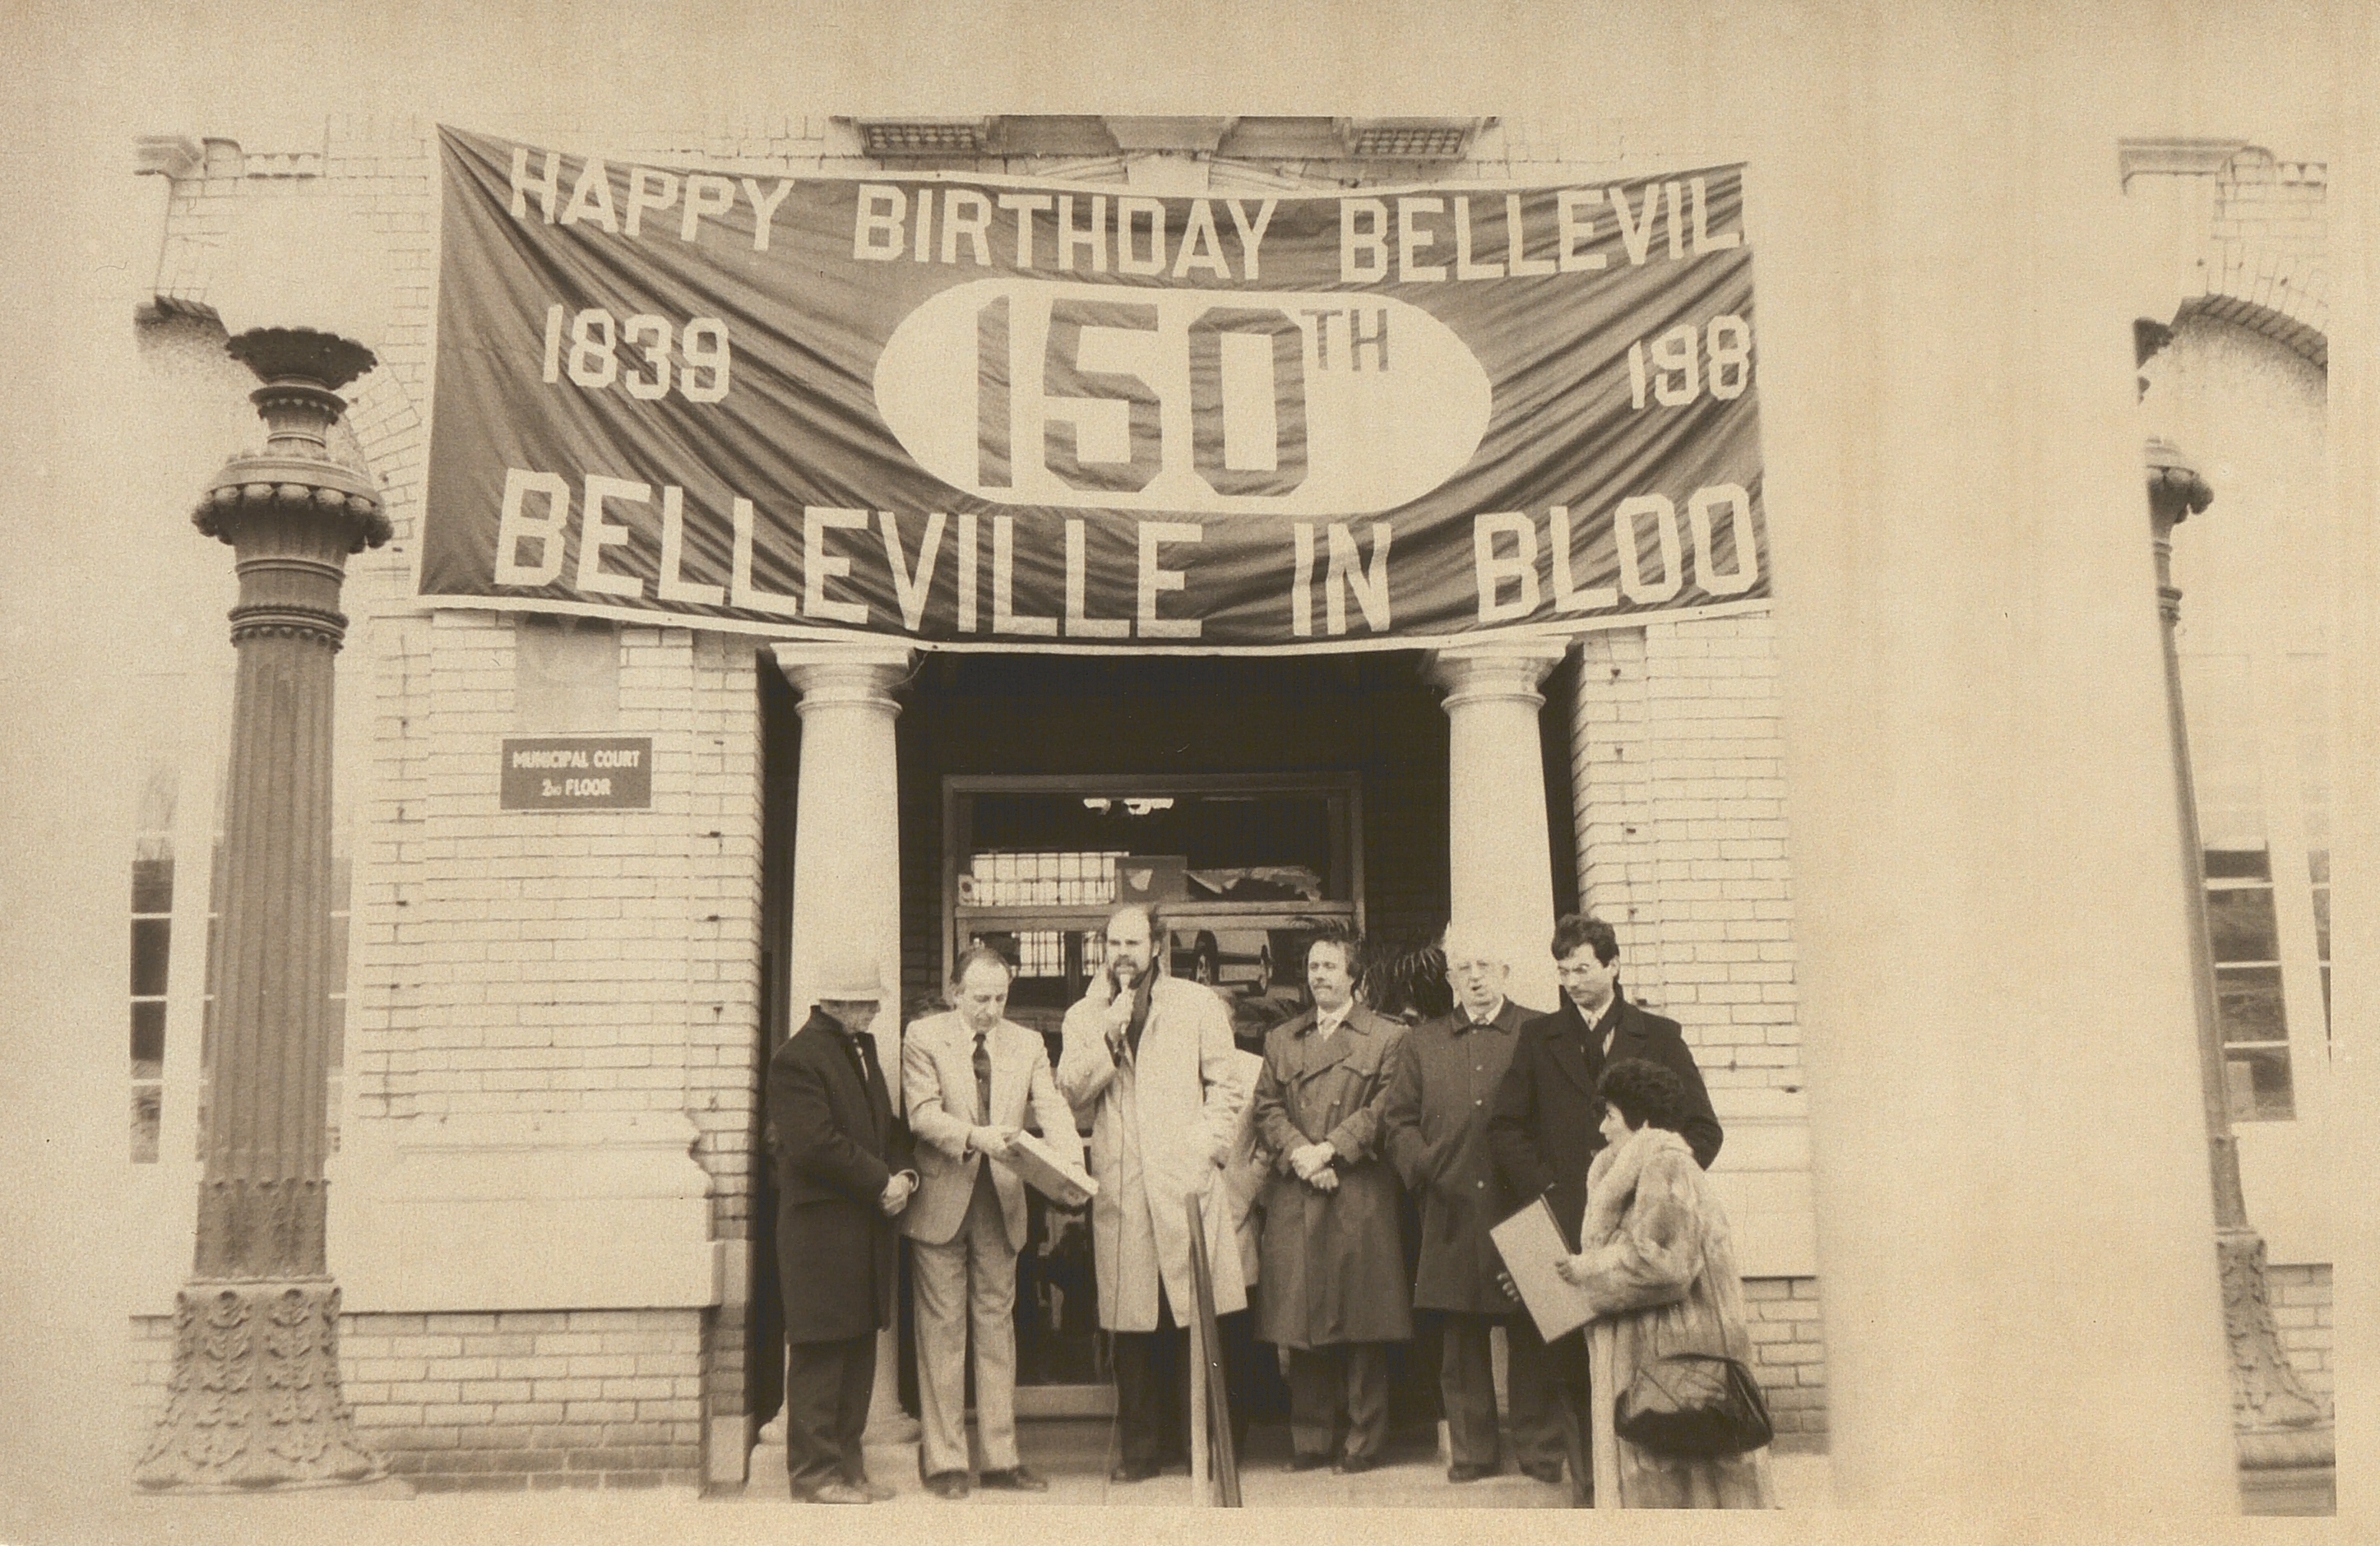 HAPPY BIRTHDAY BELLEVIL
1839 150TH 198
BELLEVILLE IN BLOO
MUNICIPAL COURT
2ND FLOOR